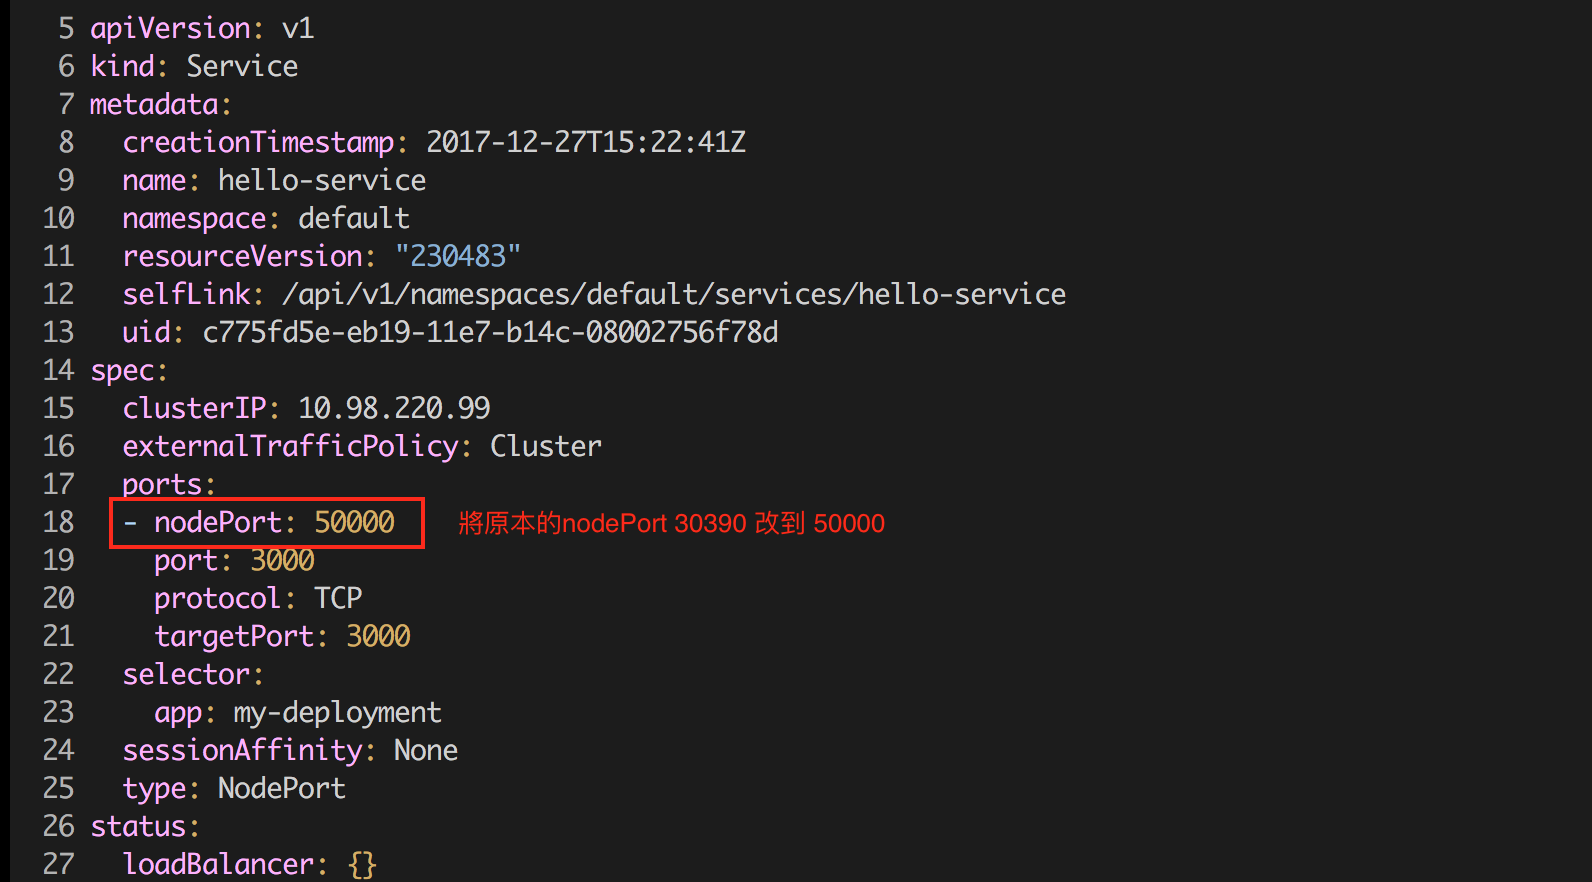 5 apiVersion: v1
6 kind: Service
7 metadata:
8   creationTimestamp: 2017-12-27T15:22:41Z
9   name: hello-service
10   namespace: default
11   resourceVersion: "230483"
12   selfLink: /api/v1/namespaces/default/services/hello-service
13   uid: c775fd5e-eb19-11e7-b14c-08002756f78d
14 spec:
15   clusterIP: 10.98.220.99
16   externalTrafficPolicy: Cluster
17   ports:
18   - nodePort: 50000 將原本的nodePort 30390 改到 50000
19     port: 3000
20     protocol: TCP
21     targetPort: 3000
22   selector:
23     app: my-deployment
24   sessionAffinity: None
25   type: NodePort
26 status:
27   loadBalancer: {}